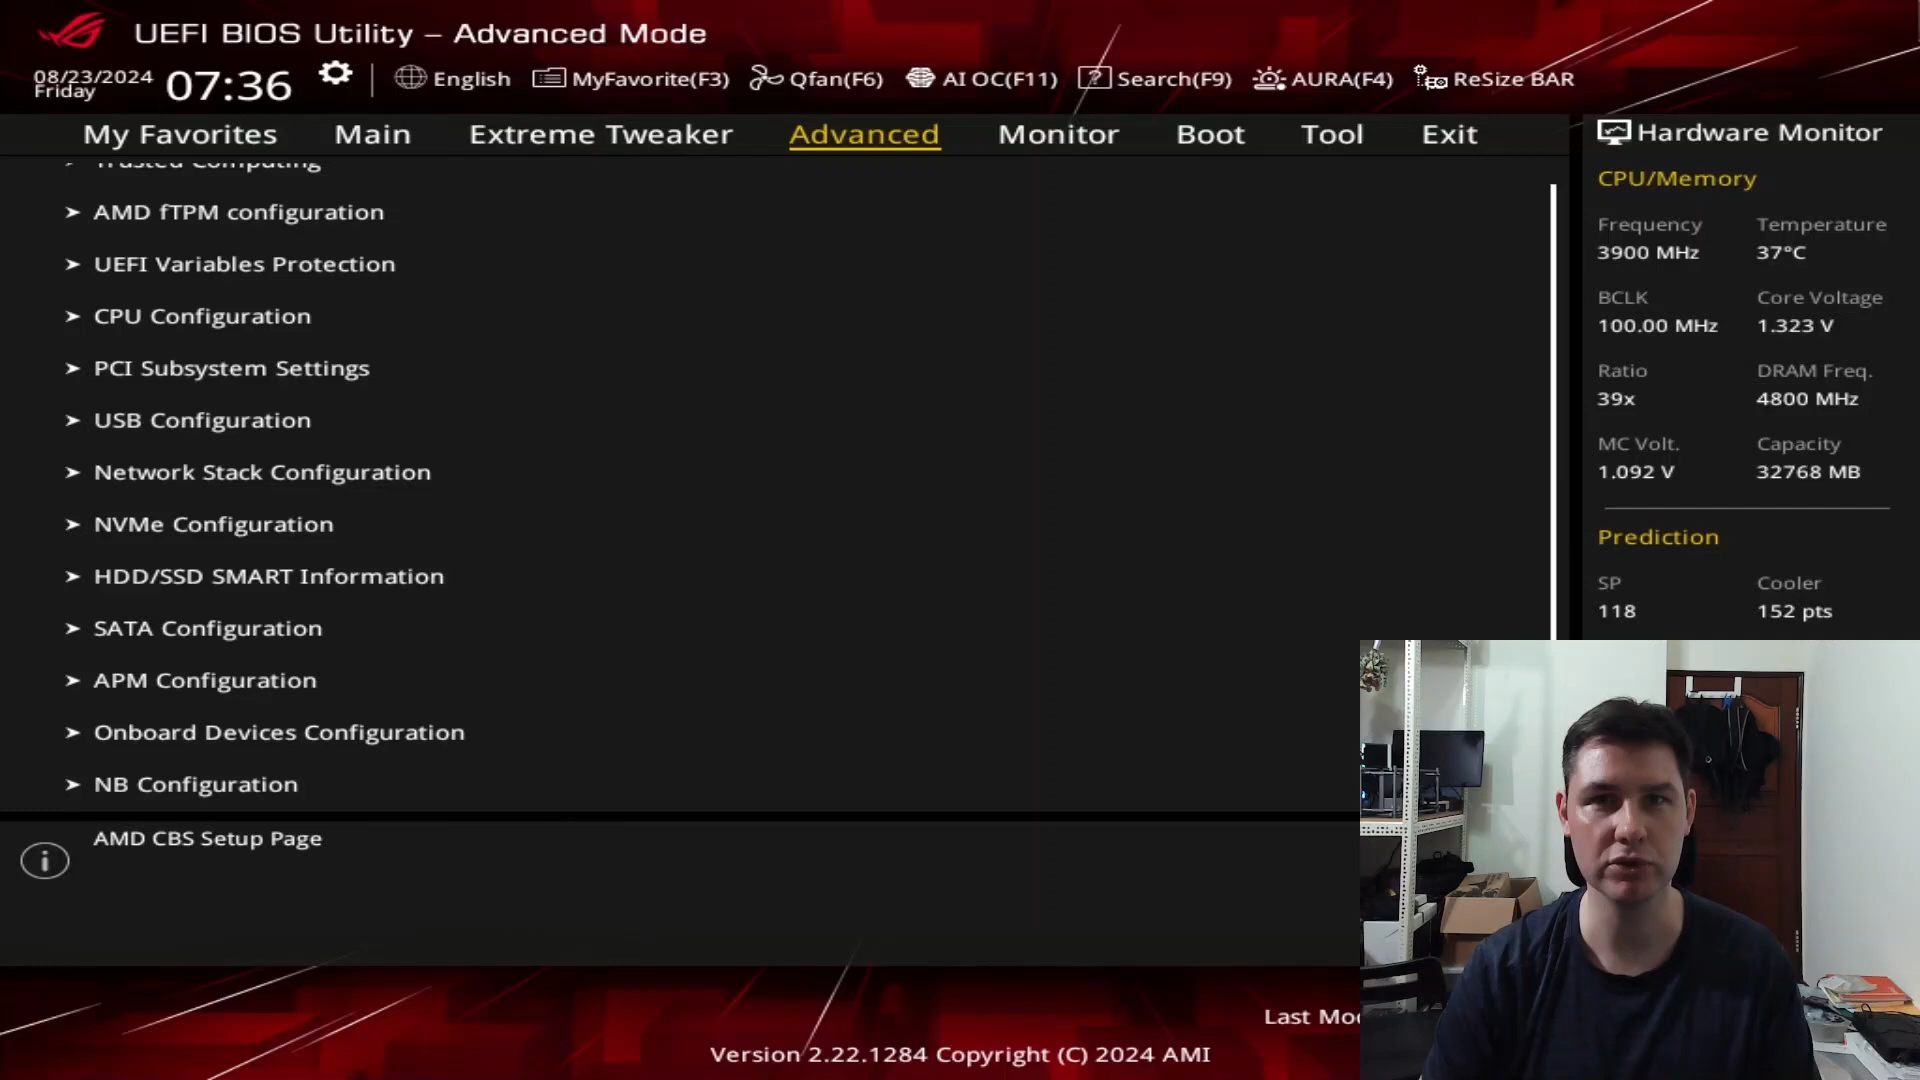 UEFI BIOS Utility – Advanced Mode
08/23/2024
Friday
07:36
English
MyFavorite(F3)
Qfan(F6)
AI OC(F11)
Search(F9)
AURA(F4)
ReSize BAR
My Favorites
Main
Extreme Tweaker
Advanced
Monitor
Boot
Tool
Exit
Trusted Computing
AMD fTPM configuration
UEFI Variables Protection
CPU Configuration
PCI Subsystem Settings
USB Configuration
Network Stack Configuration
NVMe Configuration
HDD/SSD SMART Information
SATA Configuration
APM Configuration
Onboard Devices Configuration
NB Configuration
AMD CBS Setup Page
Hardware Monitor
CPU/Memory
Frequency Temperature
3900 MHz 37°C
BCLK Core Voltage
100.00 MHz 1.323 V
Ratio DRAM Freq.
39x 4800 MHz
MC Volt. Capacity
1.092 V 32768 MB
Prediction
SP Cooler
118 152 pts
Last Mo
Version 2.22.1284 Copyright (C) 2024 AMI